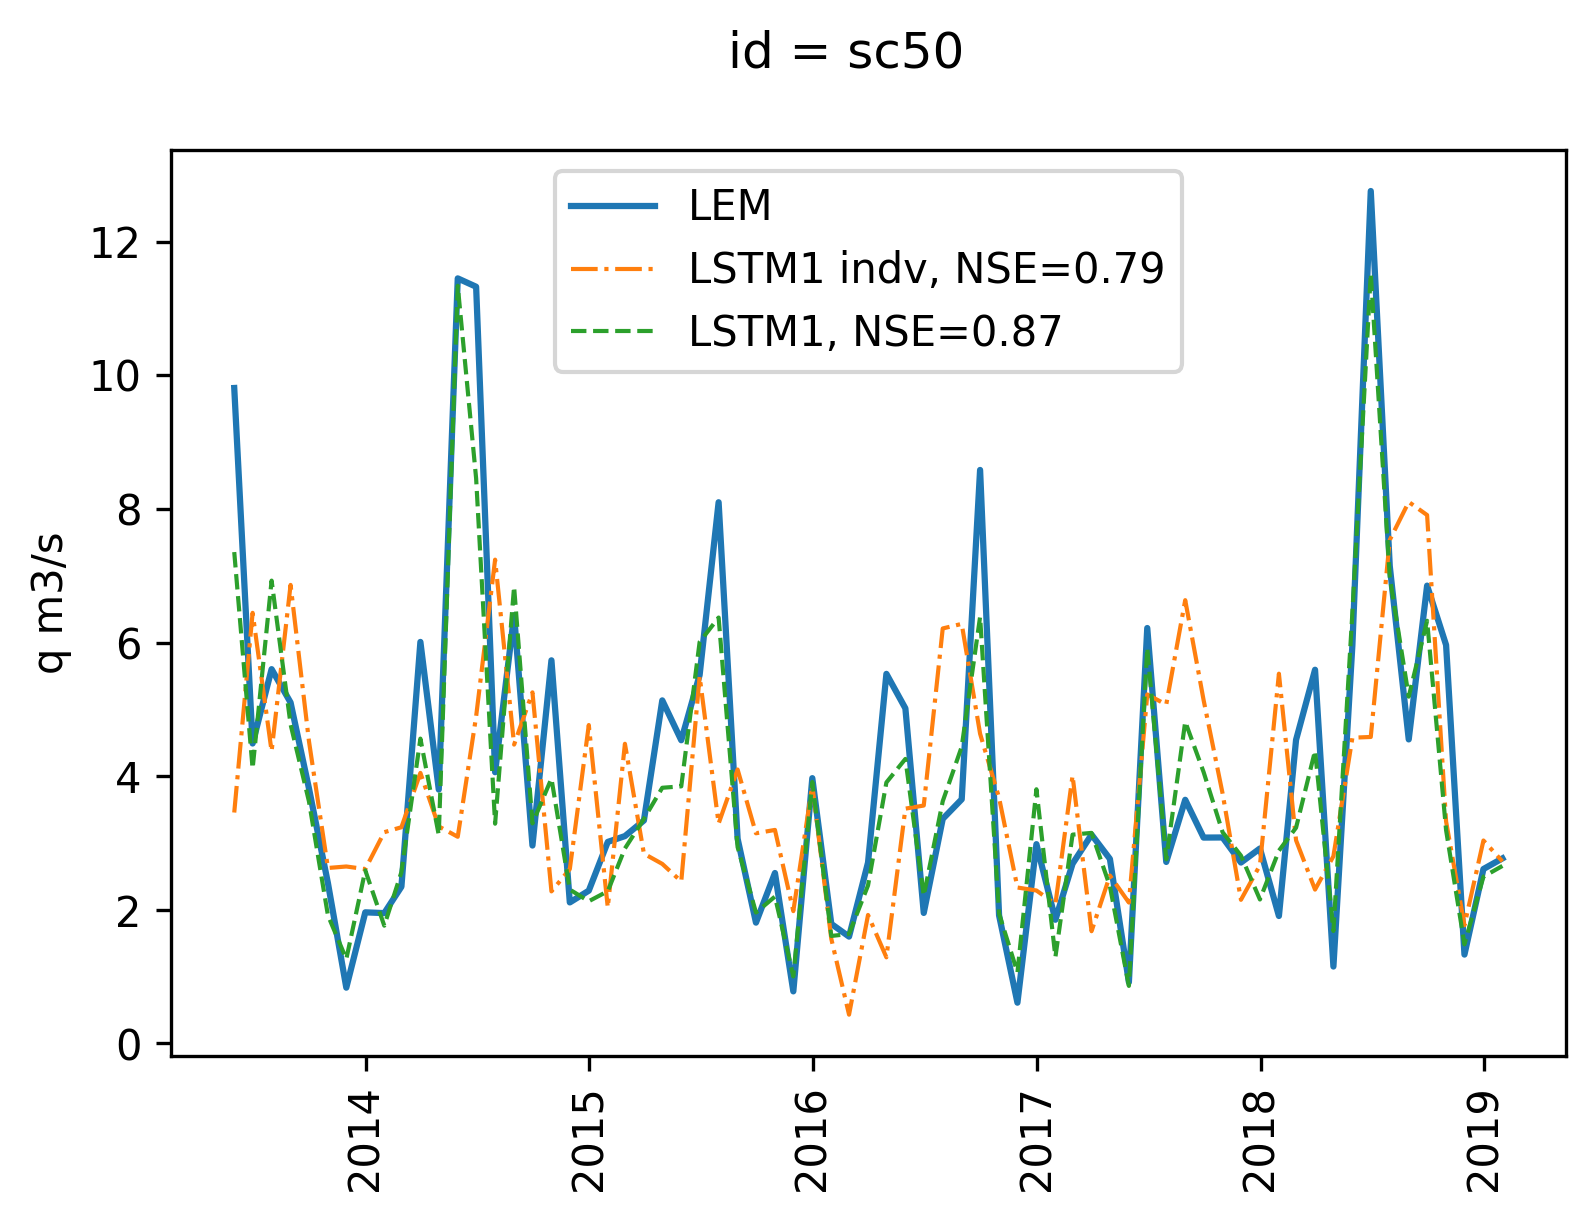 id = sc50
LEM
LSTM1 indv, NSE=0.79
LSTM1, NSE=0.87
q m3/s
12
10
8
6
4
2
0
2014
2015
2016
2017
2018
2019